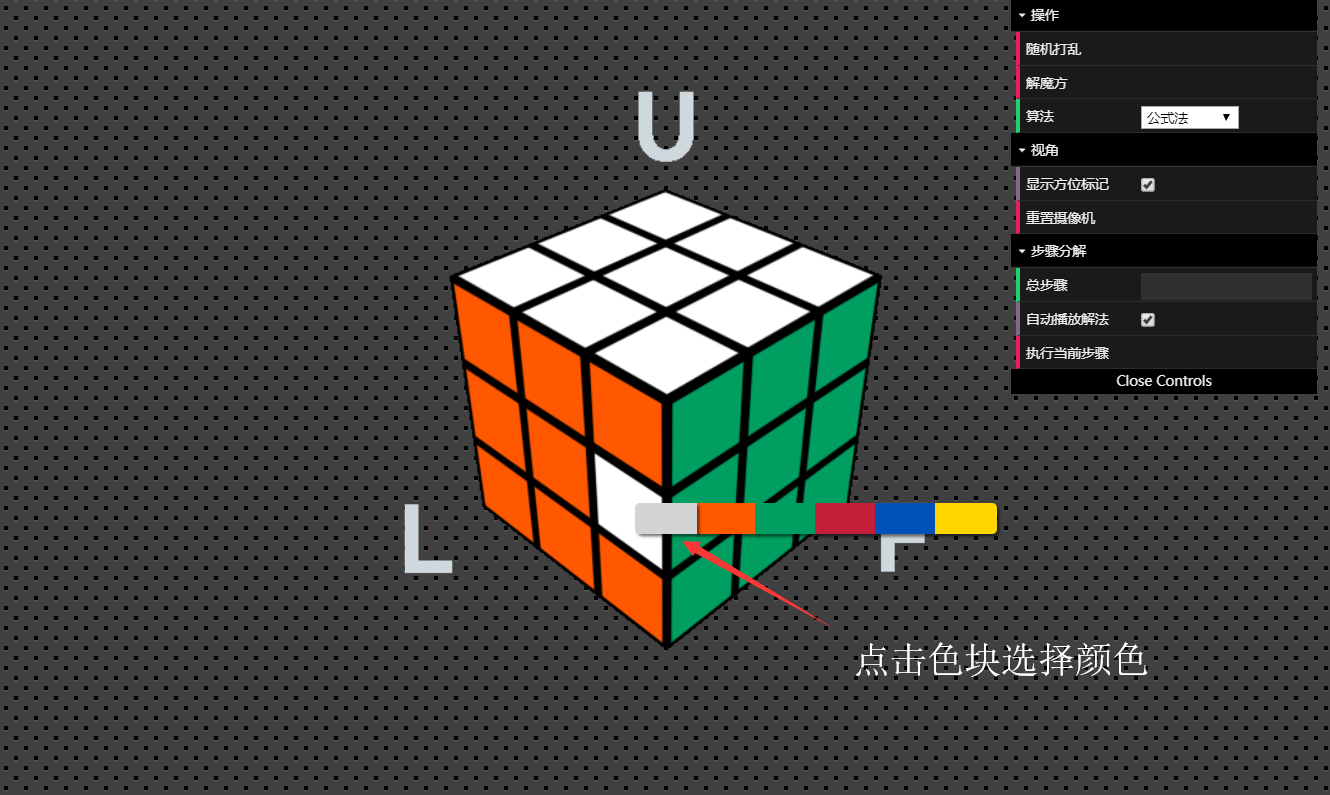 操作
随机打乱
解魔方
算法 公式法
视角
显示方位标记
重置摄像机
步骤分解
总步骤
自动播放解法
执行当前步骤
Close Controls
U
L
F
点击色块选择颜色